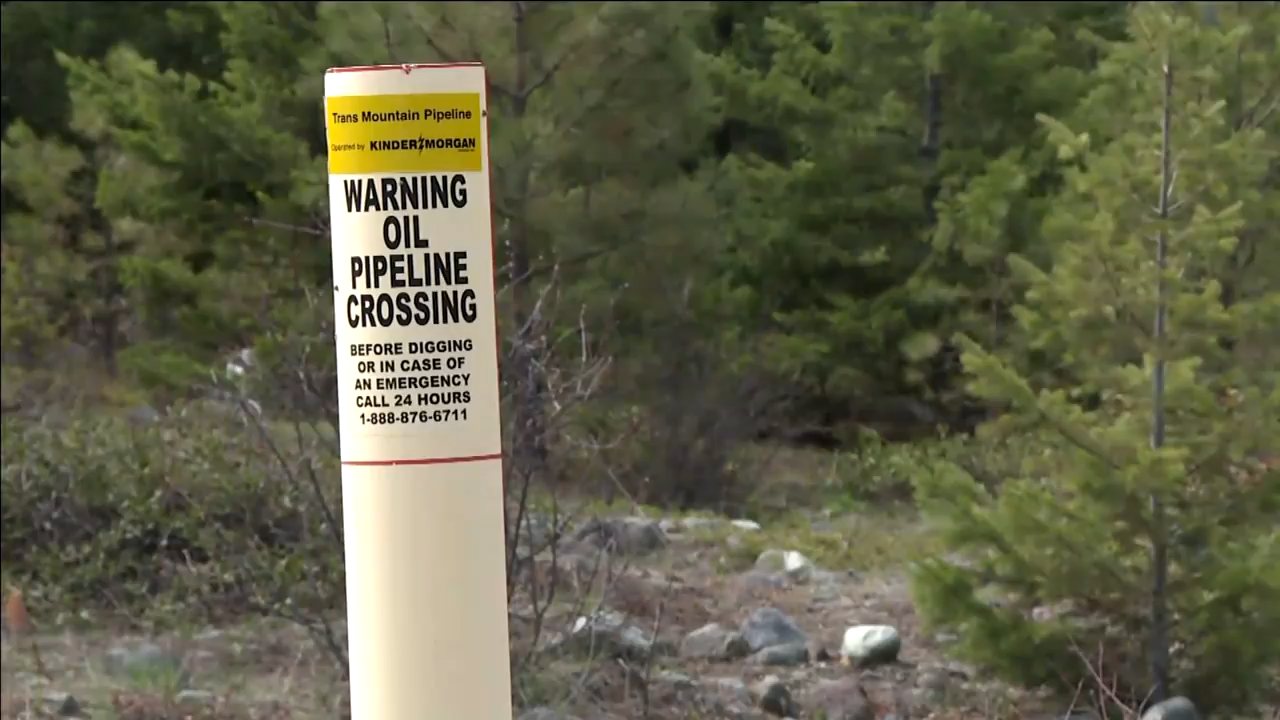 Trans Mountain Pipeline
Operated by KINDER MORGAN
WARNING
OIL
PIPELINE
CROSSING
BEFORE DIGGING
OR IN CASE OF
AN EMERGENCY
CALL 24 HOURS
1-888-876-6711